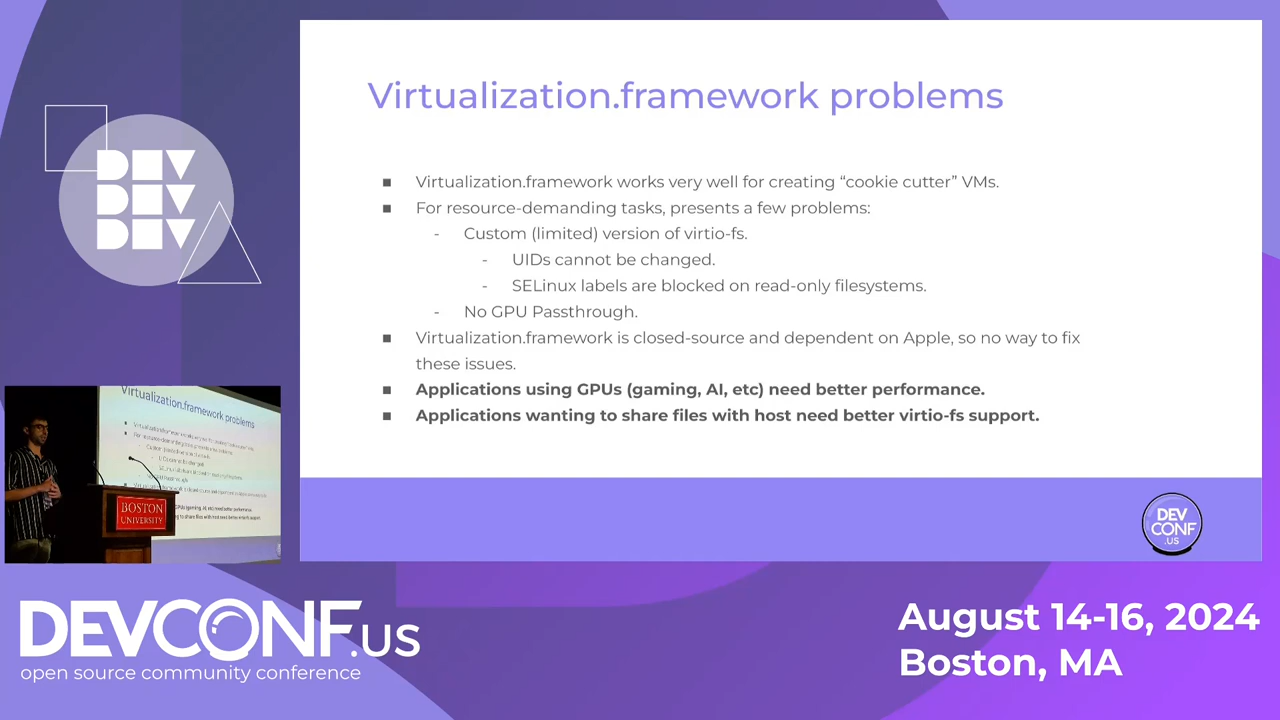 Virtualization.framework problems
■ Virtualization.framework works very well for creating “cookie cutter” VMs.
■ For resource-demanding tasks, presents a few problems:
- Custom (limited) version of virtio-fs.
- UIDs cannot be changed.
- SELinux labels are blocked on read-only filesystems.
- No GPU Passthrough.
■ Virtualization.framework is closed-source and dependent on Apple, so no way to fix
these issues.
■ Applications using GPUs (gaming, AI, etc) need better performance.
■ Applications wanting to share files with host need better virtio-fs support.
DEV
CONF
.US
DEV
DEV
DEV
Virtualization.framework problems
BOSTON
UNIVERSITY
DEVCONF.US
open source community conference
August 14-16, 2024
Boston, MA